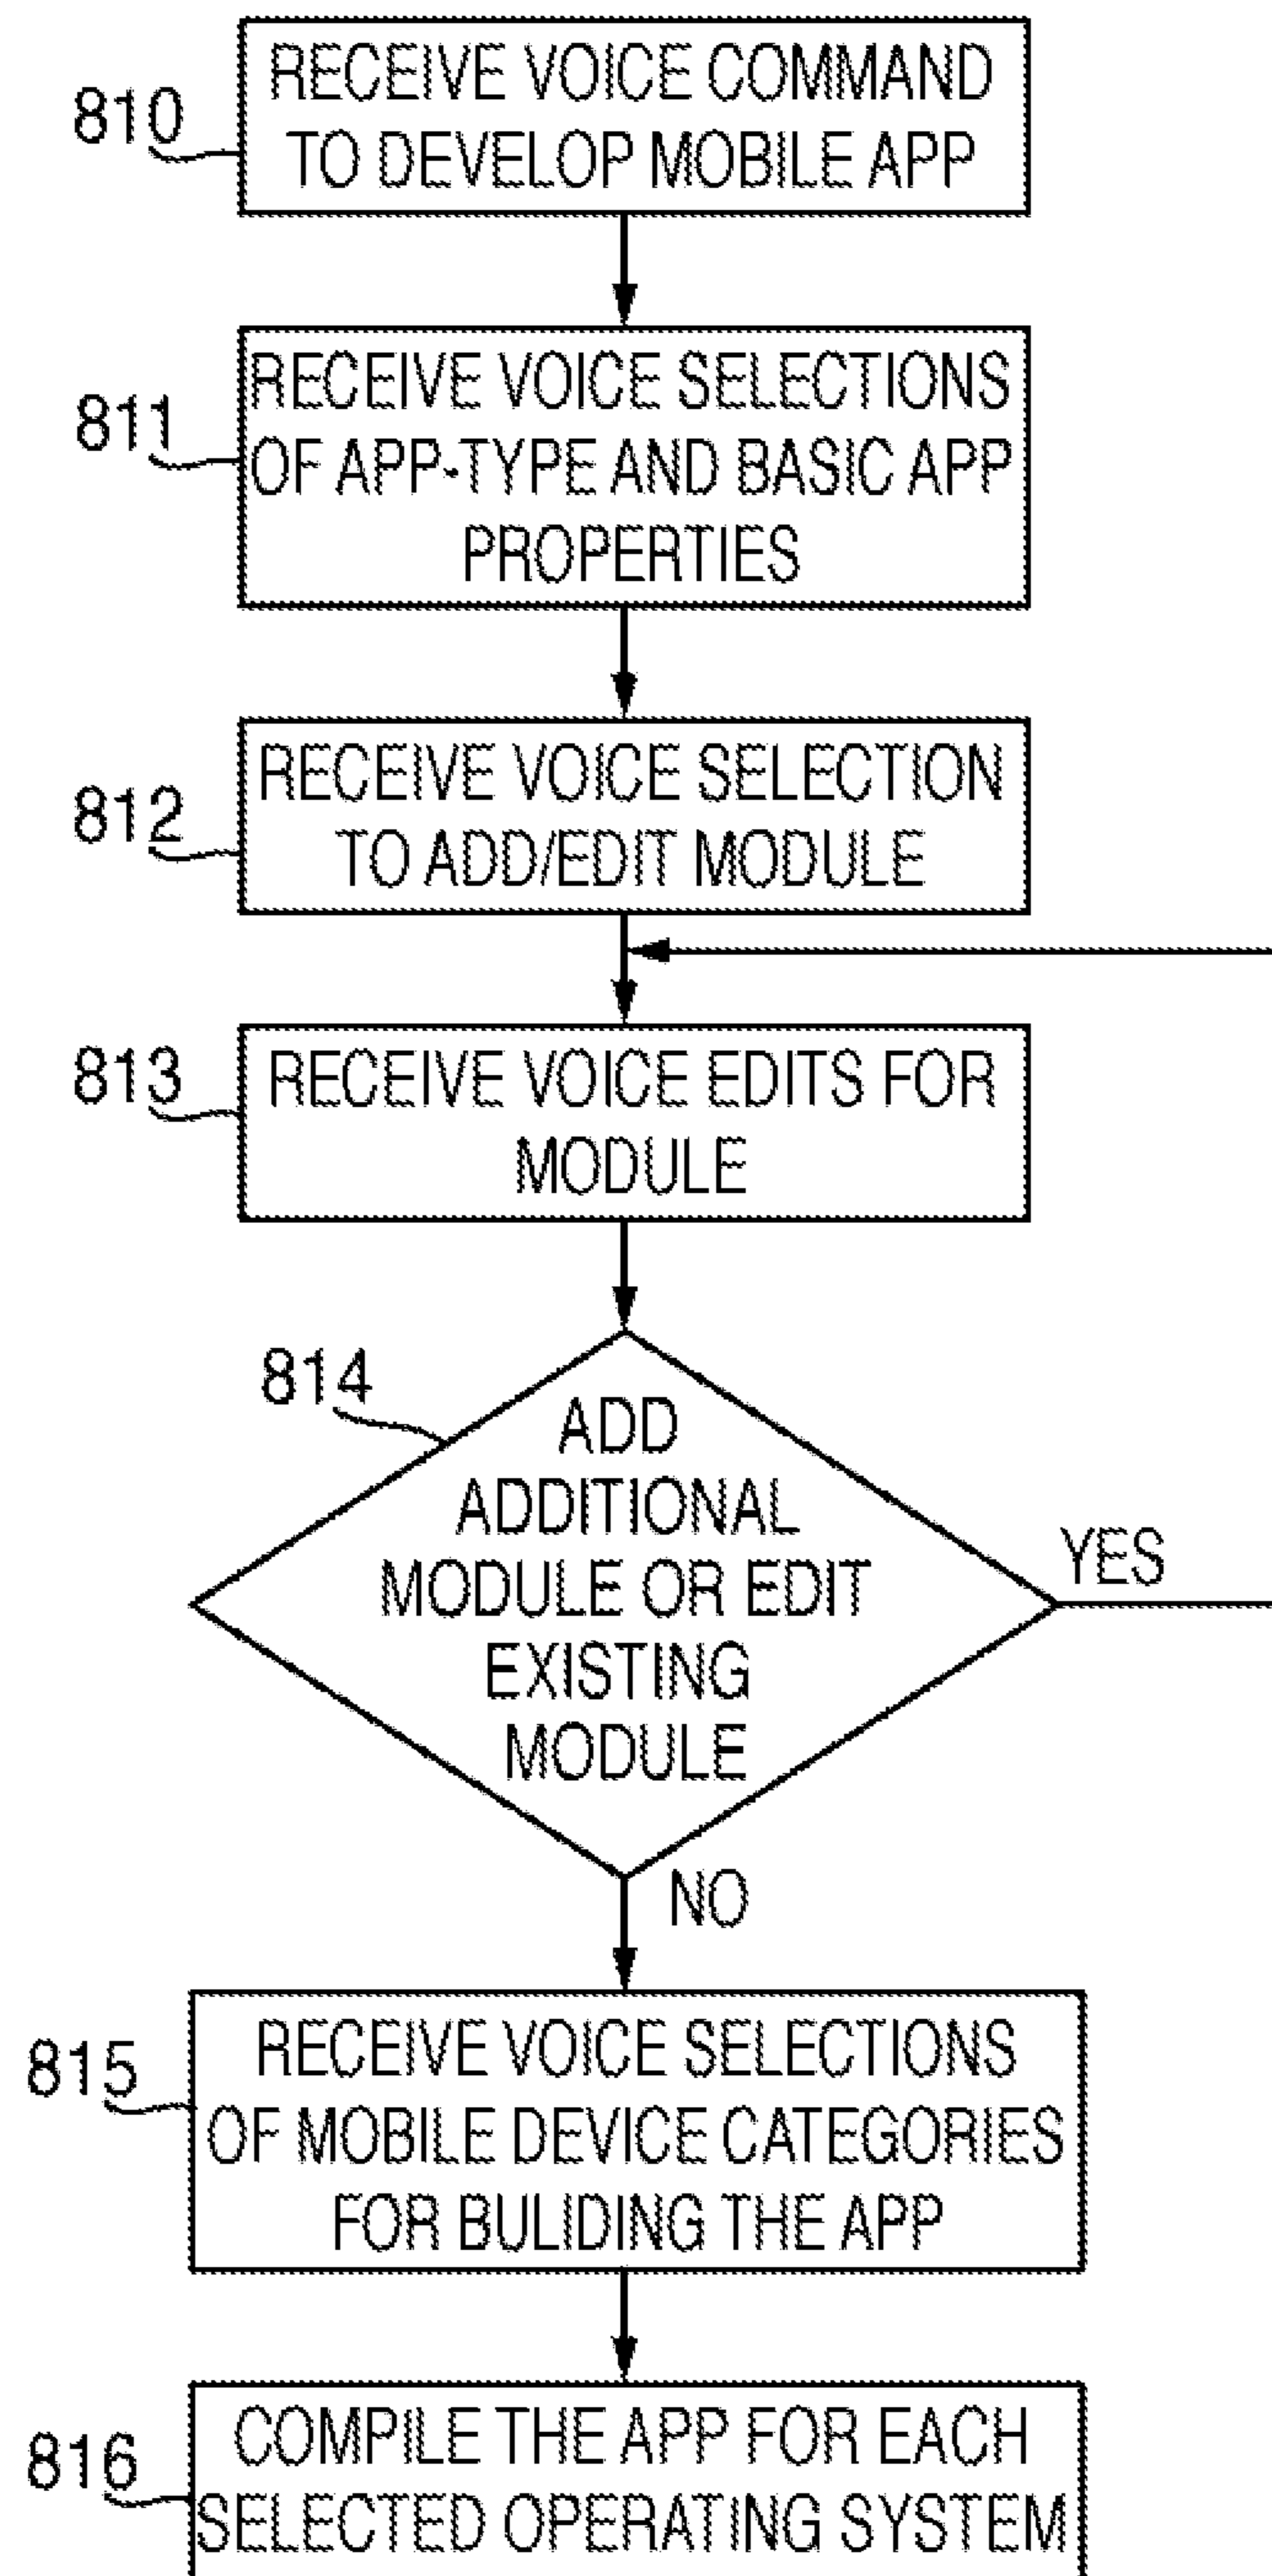 810
RECEIVE VOICE COMMAND
TO DEVELOP MOBILE APP
811
RECEIVE VOICE SELECTIONS
OF APP-TYPE AND BASIC APP
PROPERTIES
812
RECEIVE VOICE SELECTION
TO ADD/EDIT MODULE
813
RECEIVE VOICE EDITS FOR
MODULE
814
ADD
ADDITIONAL
MODULE OR EDIT
EXISTING
MODULE
YES
NO
815
RECEIVE VOICE SELECTIONS
OF MOBILE DEVICE CATEGORIES
FOR BULIDING THE APP
816
COMPILE THE APP FOR EACH
SELECTED OPERATING SYSTEM